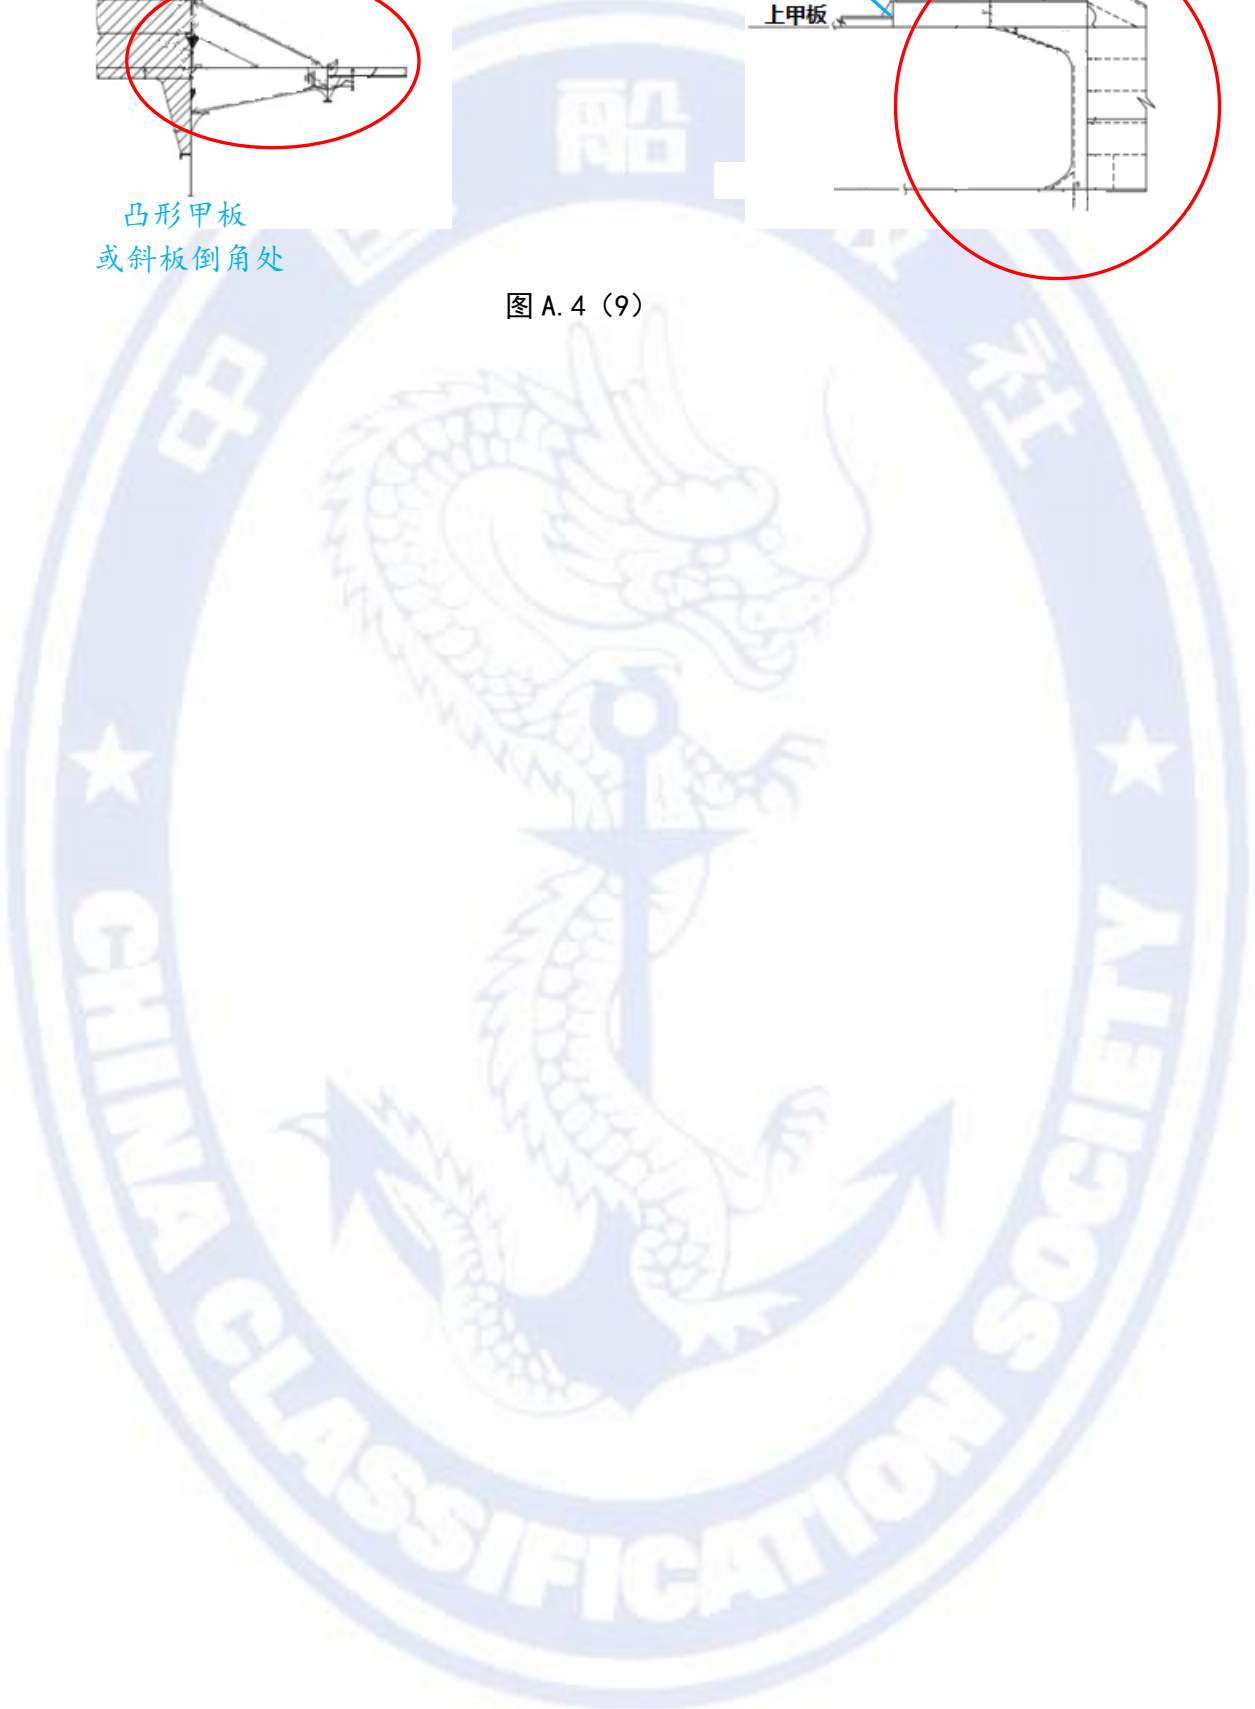 上甲板
凸形甲板
或斜板倒角处
图 A.4（9）
船
中
社
CHINA CLASSIFICATION SOCIETY